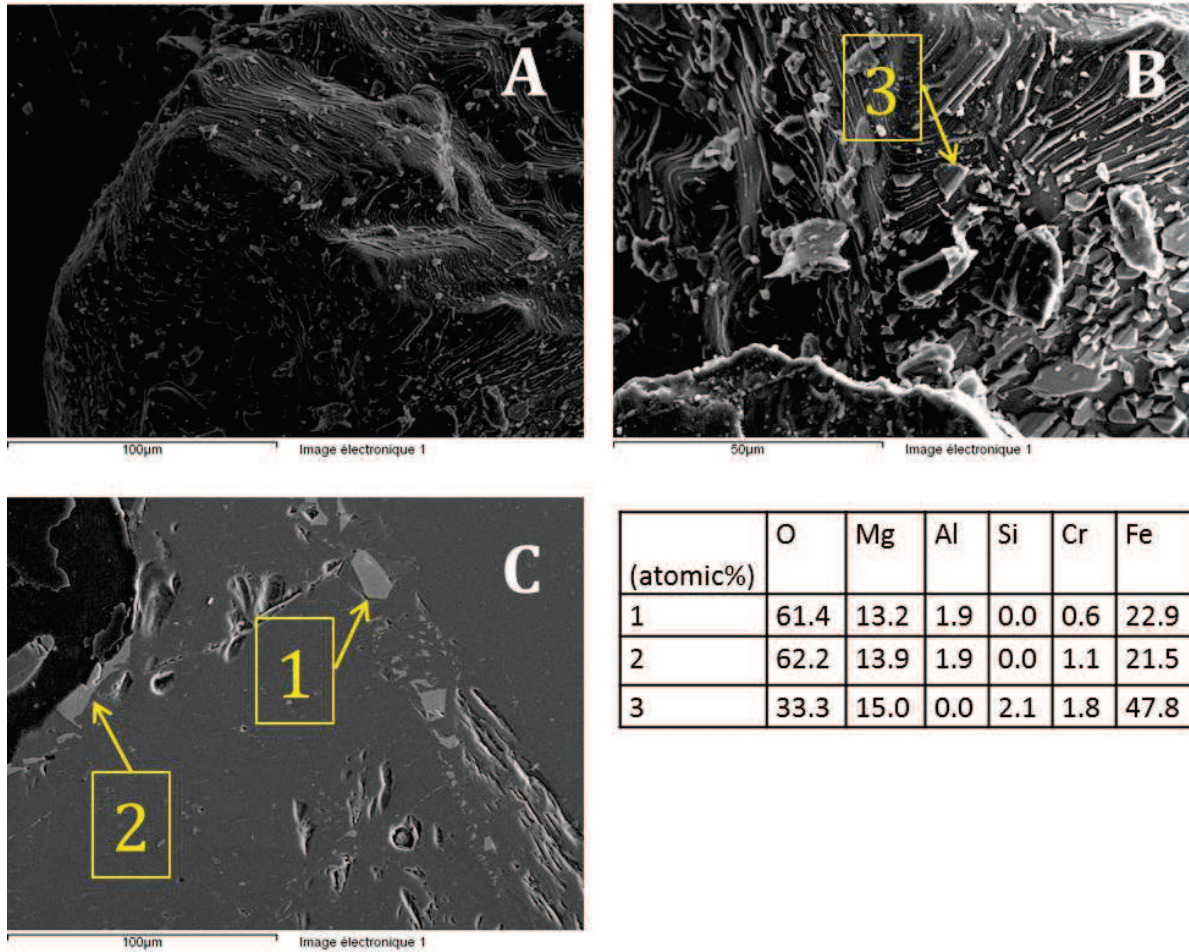 A
100µm Image électronique 1
B
3
50µm Image électronique 1
C
1
2
100µm Image électronique 1
(atomic%) O Mg Al Si Cr Fe
1 61.4 13.2 1.9 0.0 0.6 22.9
2 62.2 13.9 1.9 0.0 1.1 21.5
3 33.3 15.0 0.0 2.1 1.8 47.8